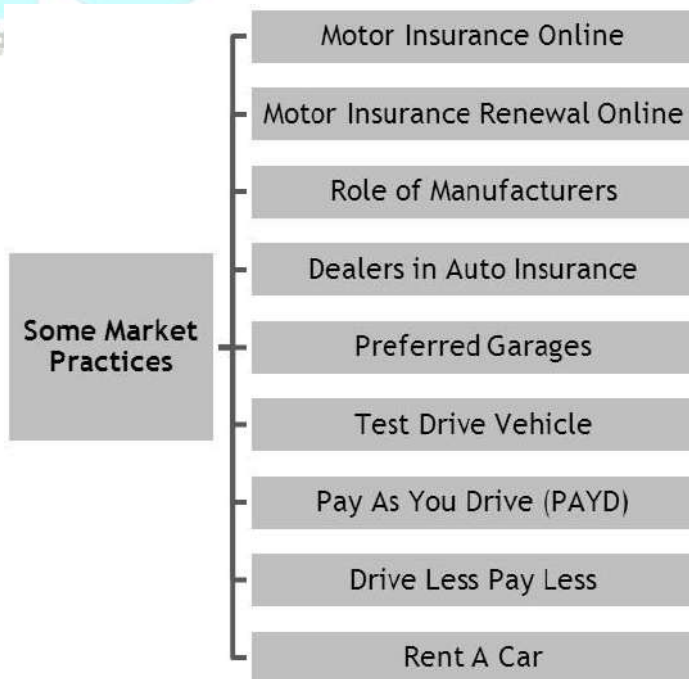 Motor Insurance Online
Motor Insurance Renewal Online
Role of Manufacturers
Dealers in Auto Insurance
Some Market
Practices
Preferred Garages
Test Drive Vehicle
Pay As You Drive (PAYD)
Drive Less Pay Less
Rent A Car